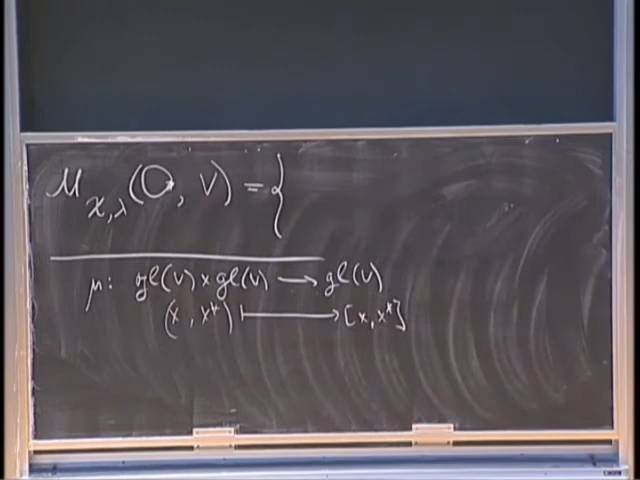 M_{χ,λ}(Q, V) = {
μ: gl(V) × gl(V) ⟶ gl(V)
(x, x*) ⟼ [x, x*]